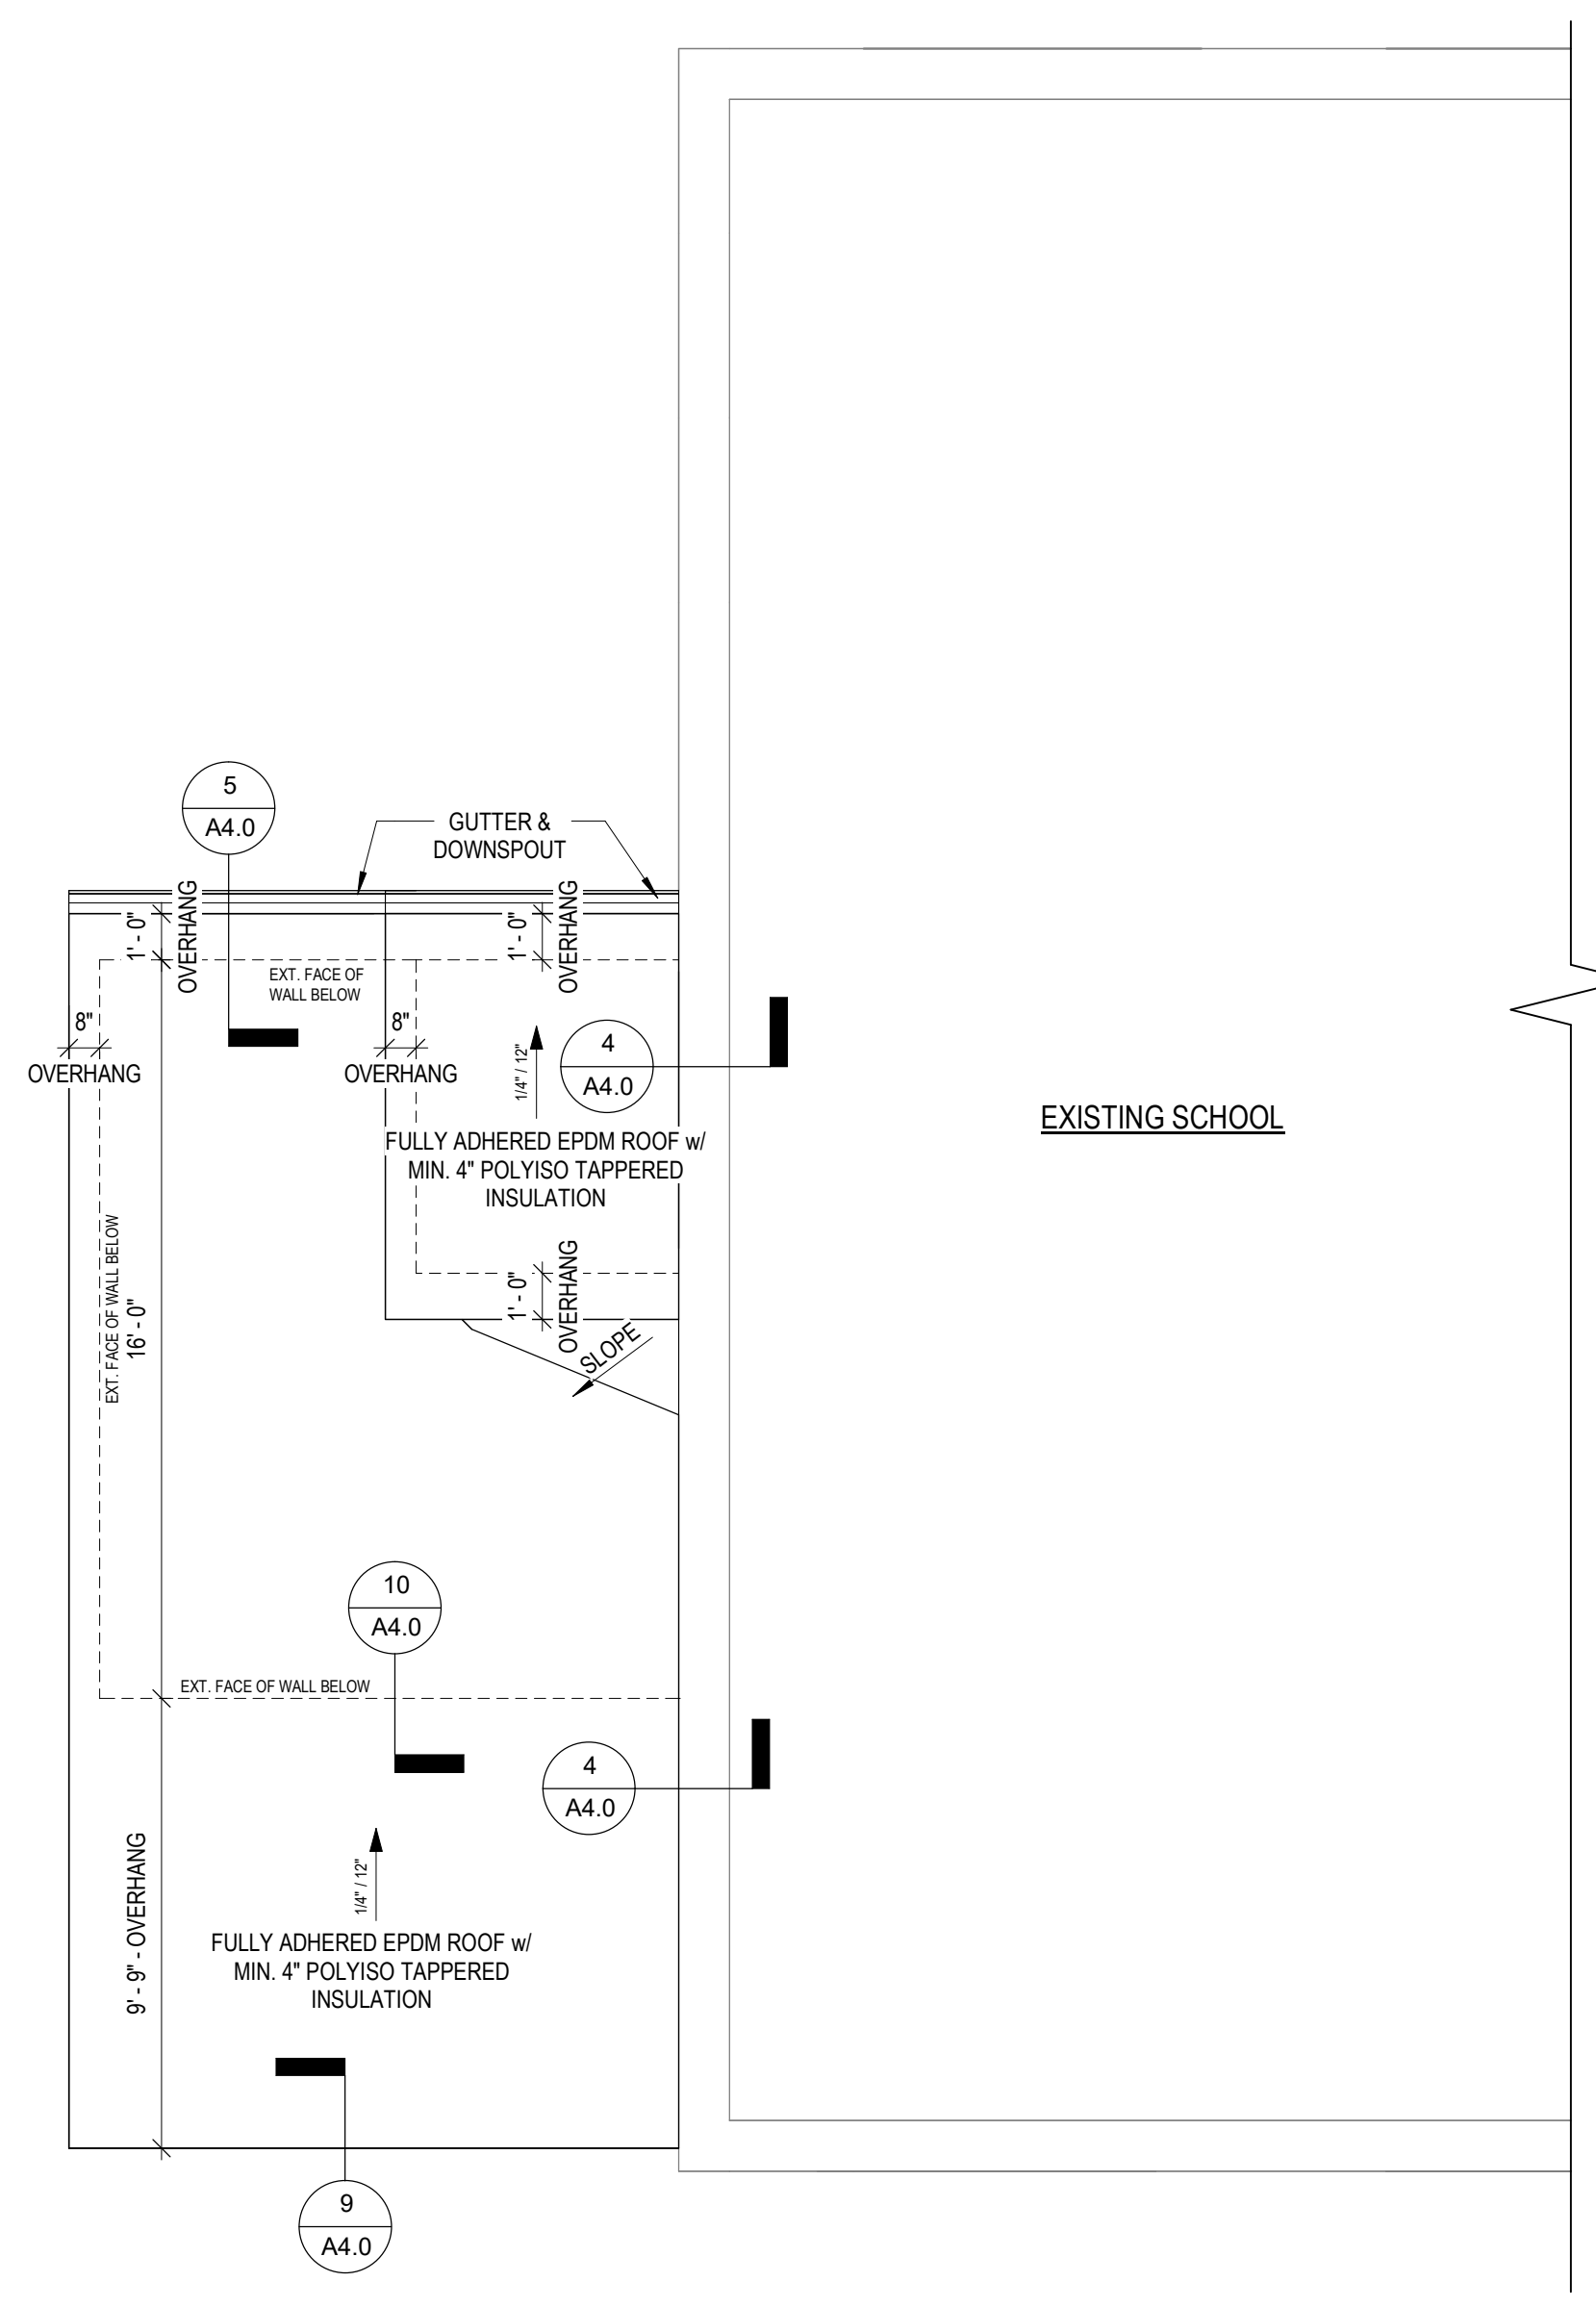 5
A4.0
GUTTER &
DOWNSPOUT
1' - 0"
OVERHANG
1' - 0"
OVERHANG
EXT. FACE OF
WALL BELOW
8"
OVERHANG
8"
OVERHANG
1/4" / 12"
4
A4.0
EXISTING SCHOOL
FULLY ADHERED EPDM ROOF w/
MIN. 4" POLYISO TAPPERED
INSULATION
EXT. FACE OF WALL BELOW
16' - 0"
1' - 0"
OVERHANG
SLOPE
10
A4.0
EXT. FACE OF WALL BELOW
4
A4.0
9' - 9" - OVERHANG
1/4" / 12"
FULLY ADHERED EPDM ROOF w/
MIN. 4" POLYISO TAPPERED
INSULATION
9
A4.0